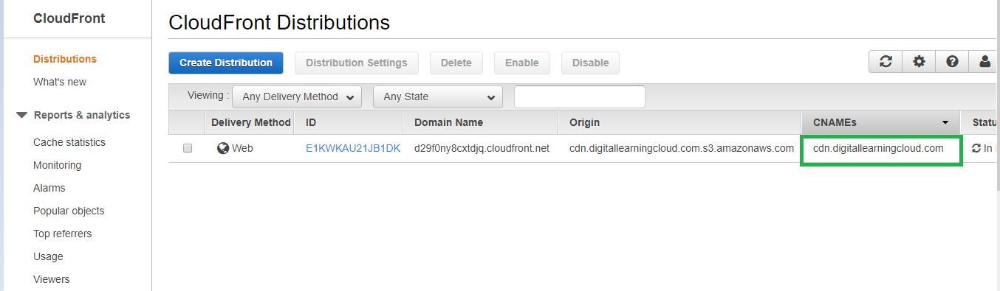 CloudFront
Distributions
What's new
Reports & analytics
Cache statistics
Monitoring
Alarms
Popular objects
Top referrers
Usage
Viewers
CloudFront Distributions
Create Distribution Distribution Settings Delete Enable Disable
Viewing : Any Delivery Method Any State
Delivery Method ID Domain Name Origin CNAMEs Statu
Web E1KWKAU21JB1DK d29f0ny8cxtdjq.cloudfront.net cdn.digitallearningcloud.com.s3.amazonaws.com cdn.digitallearningcloud.com In